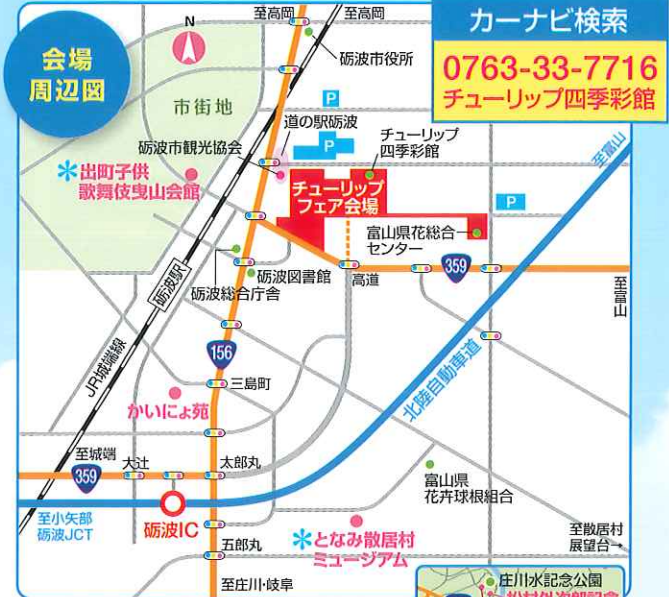 会場
周辺図
カーナビ検索
0763-33-7716
チューリップ四季彩館
至高岡
至高岡
N
砺波市役所
市街地
P
道の駅砺波
チューリップ
四季彩館
砺波市観光協会
P
至富山
*出町子供
歌舞伎曳山会館
チューリップ
フェア会場
P
富山県花総合
センター
砺波図書館
砺波総合庁舎
高道
359
至富山
砺波駅
JR城端線
156
三島町
北陸自動車道
かいにょ苑
至城端
大辻
太郎丸
359
富山県
花卉球根組合
至小矢部
砺波JCT
砺波IC
五郎丸
*となみ散居村
ミュージアム
至散居村
展望台→
至庄川・岐阜
庄川水記念公園
松村外次郎記念